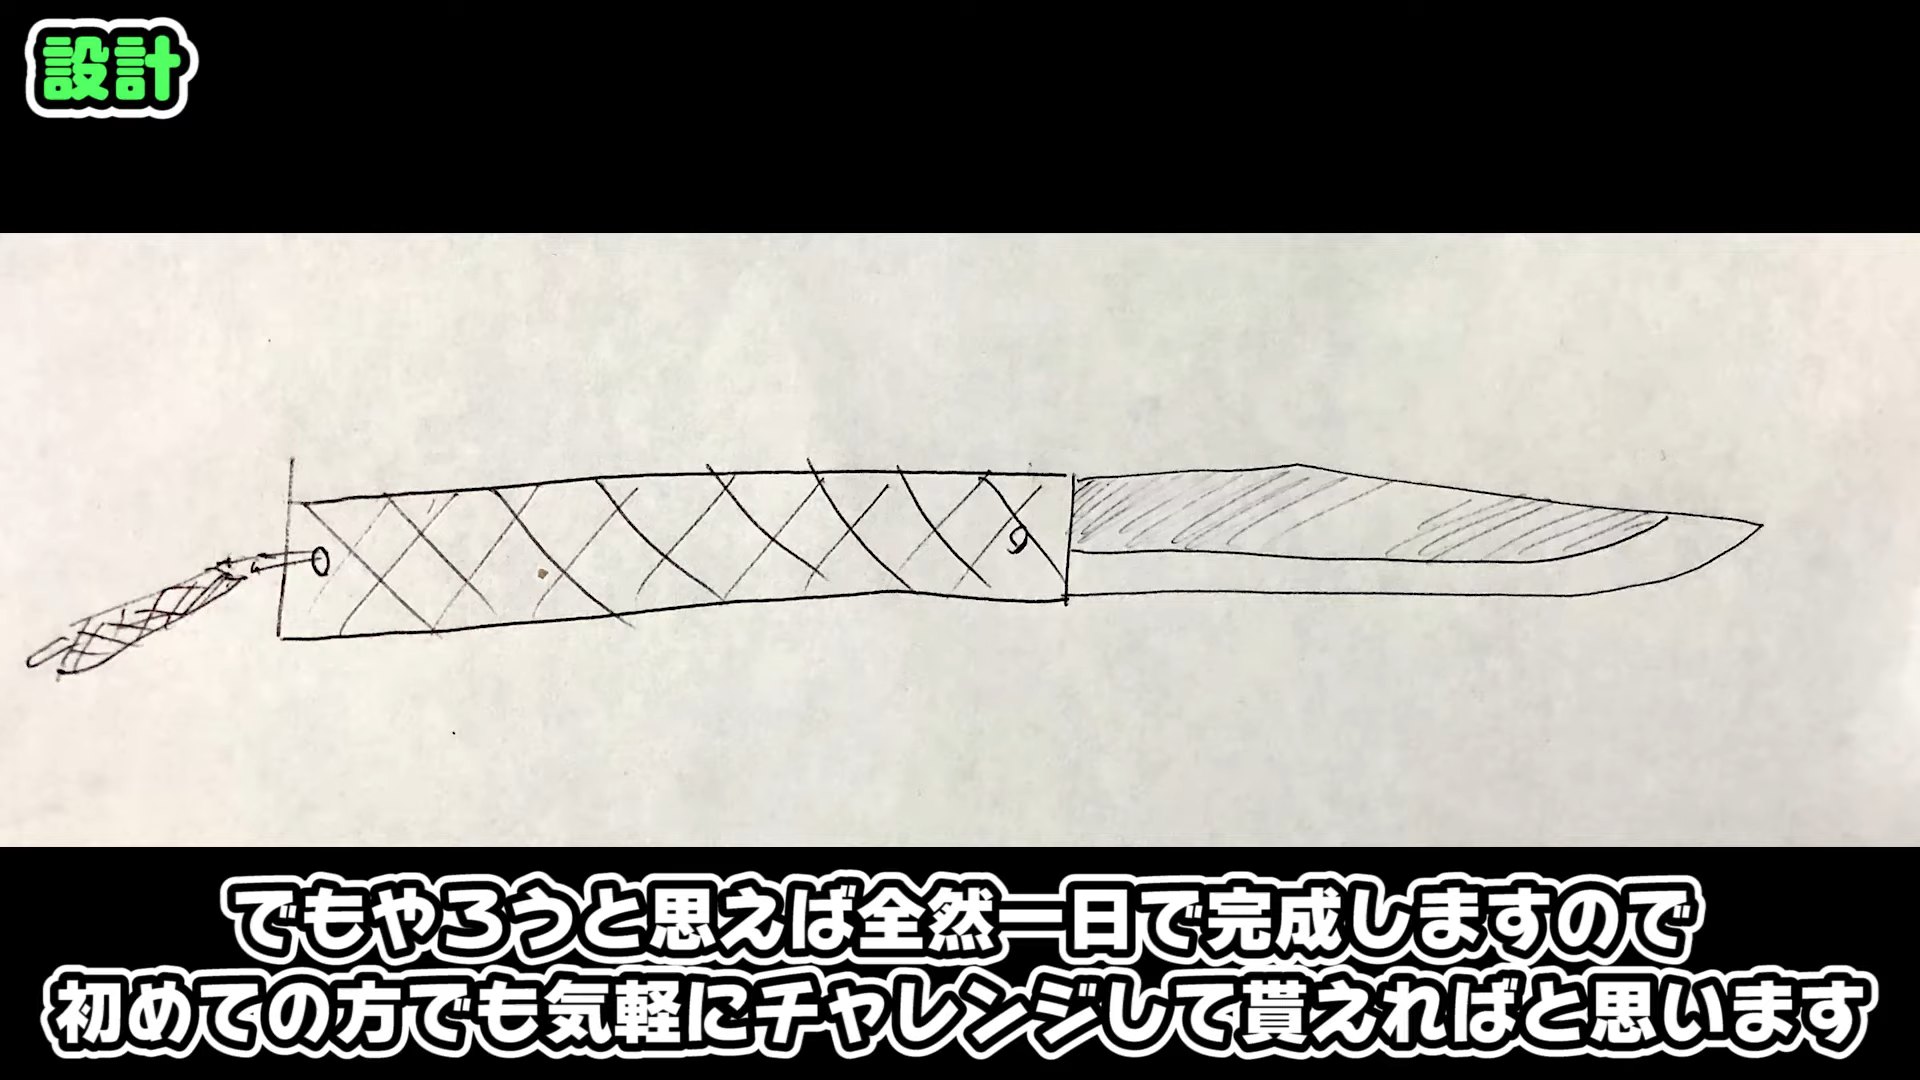 設計
でもやろうと思えば全然一日で完成しますので
初めての方でも気軽にチャレンジして貰えればと思います